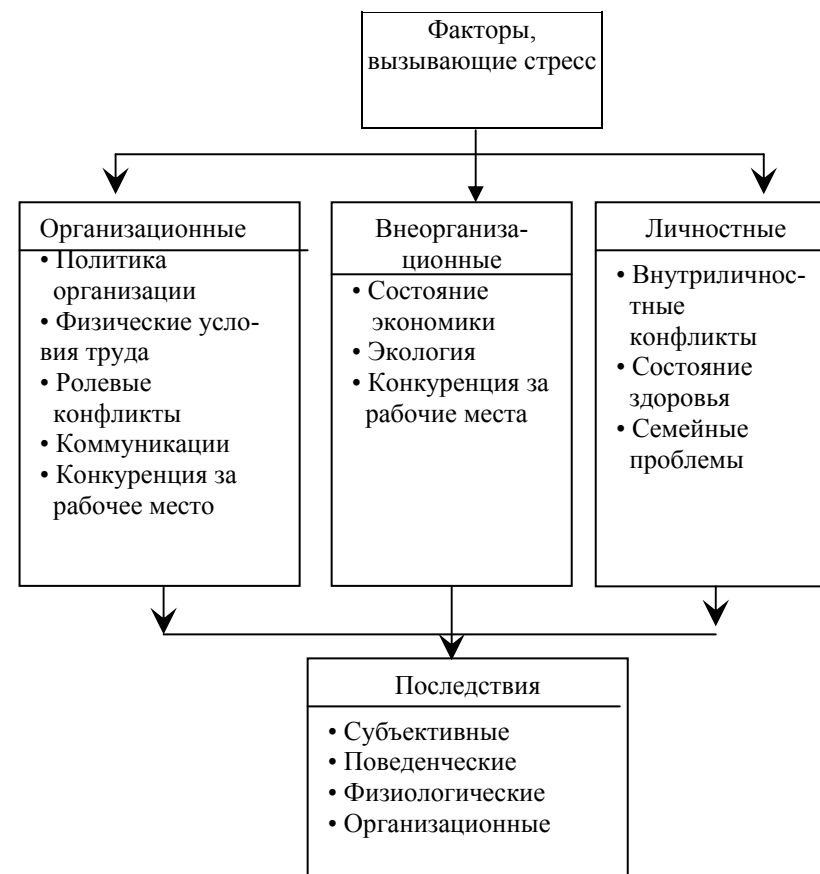 Факторы,
вызывающие стресс
Организационные
• Политика
организации
• Физические усло-
вия труда
• Ролевые
конфликты
• Коммуникации
• Конкуренция за
рабочее место
Внеорганиза-
ционные
• Состояние
экономики
• Экология
• Конкуренция за
рабочие места
Личностные
• Внутриличност-
тные
конфликты
• Состояние
здоровья
• Семейные
проблемы
Последствия
• Субъективные
• Поведенческие
• Физиологические
• Организационные